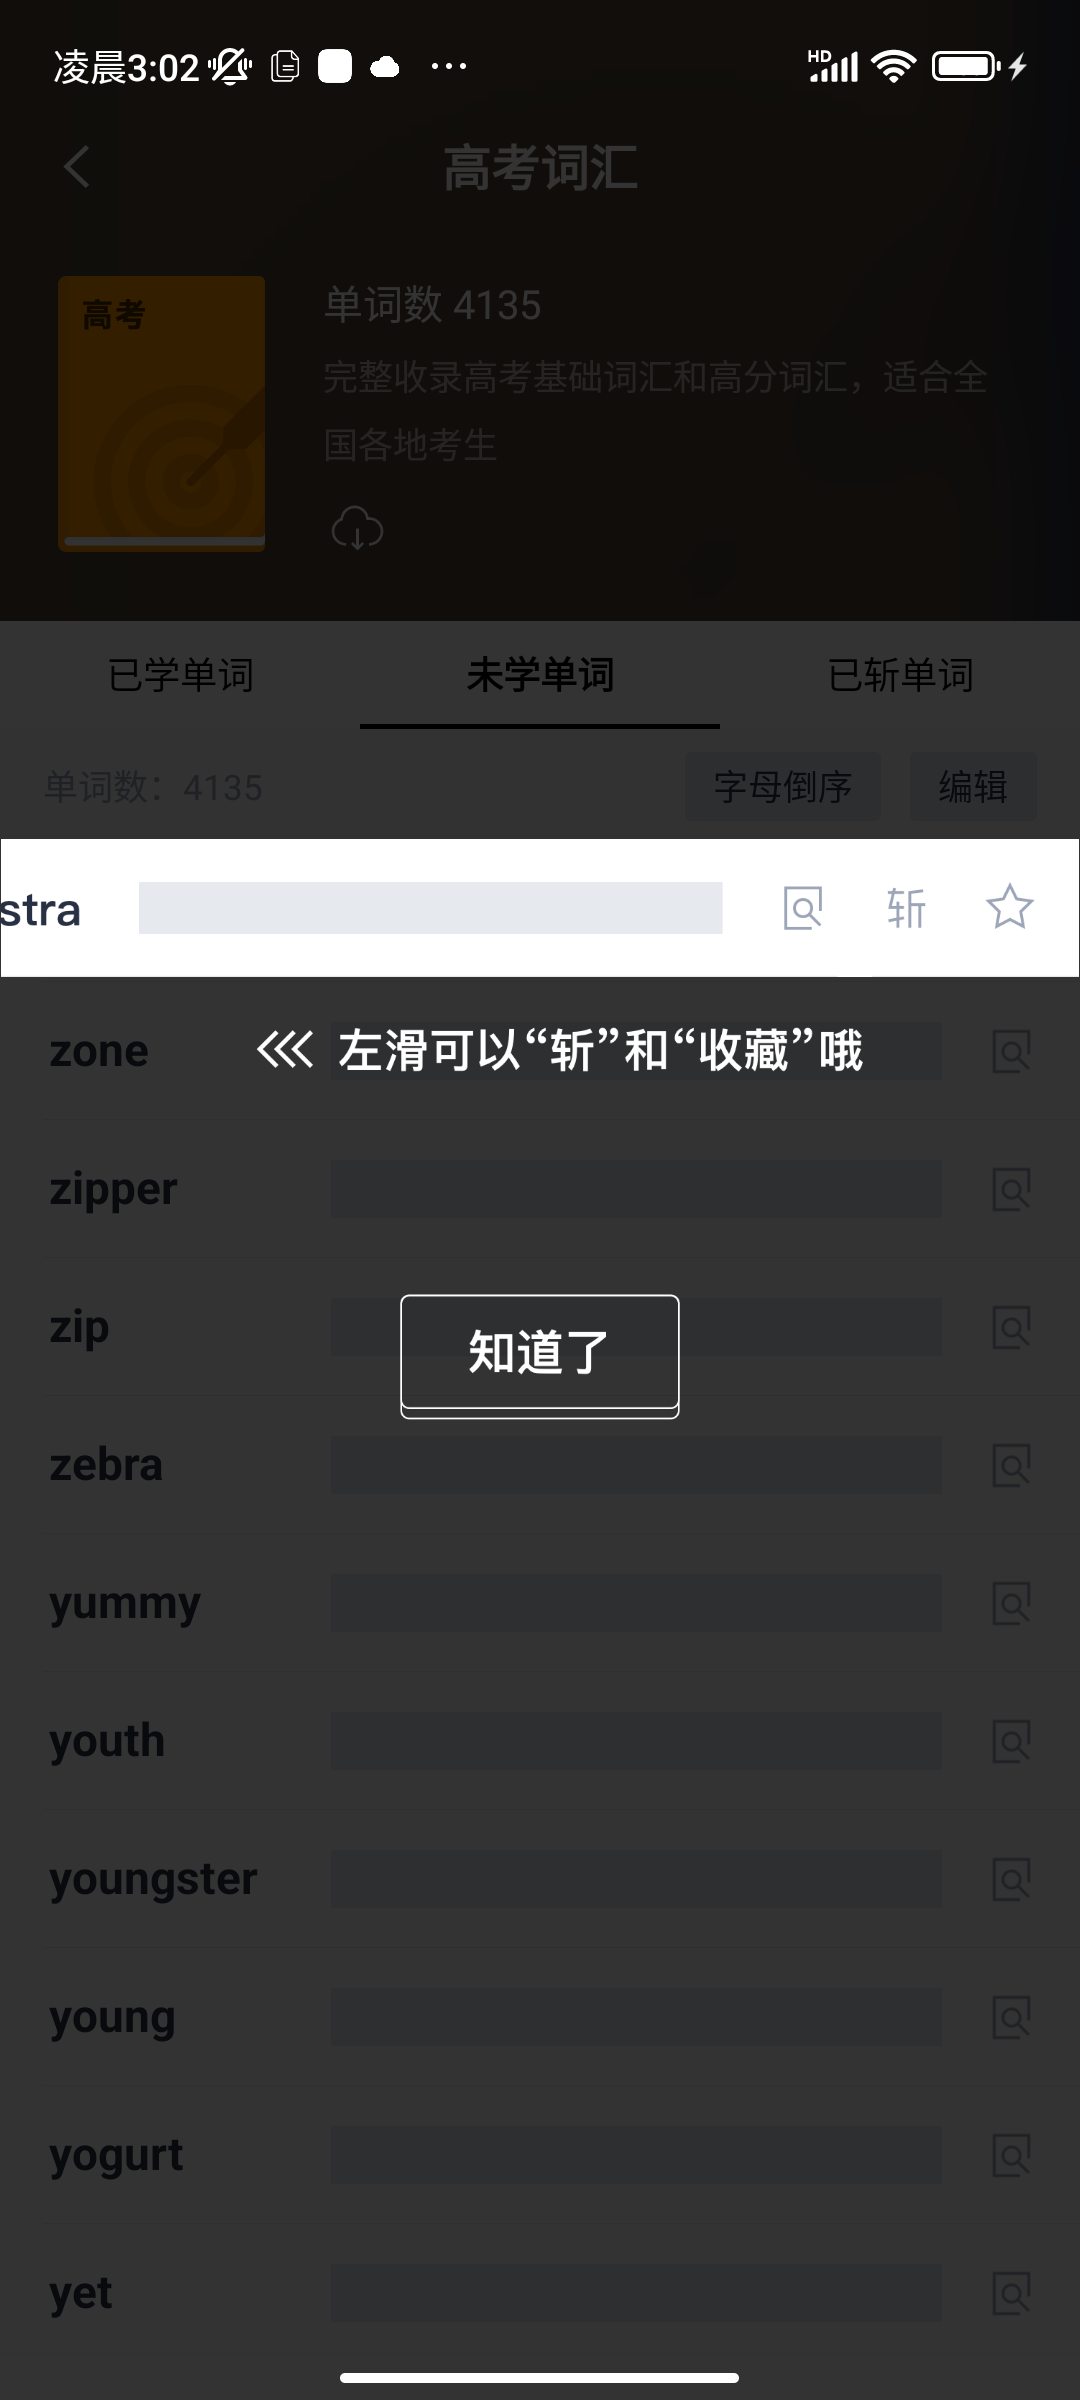 凌晨3:02
HD
高考词汇
高考
单词数 4135
完整收录高考基础词汇和高分词汇，适合全
国各地考生
已学单词 未学单词 已斩单词
单词数：4135 字母倒序 编辑
stra 斩
zone
左滑可以“斩”和“收藏”哦
zipper
zip
知道了
zebra
yummy
youth
youngster
young
yogurt
yet